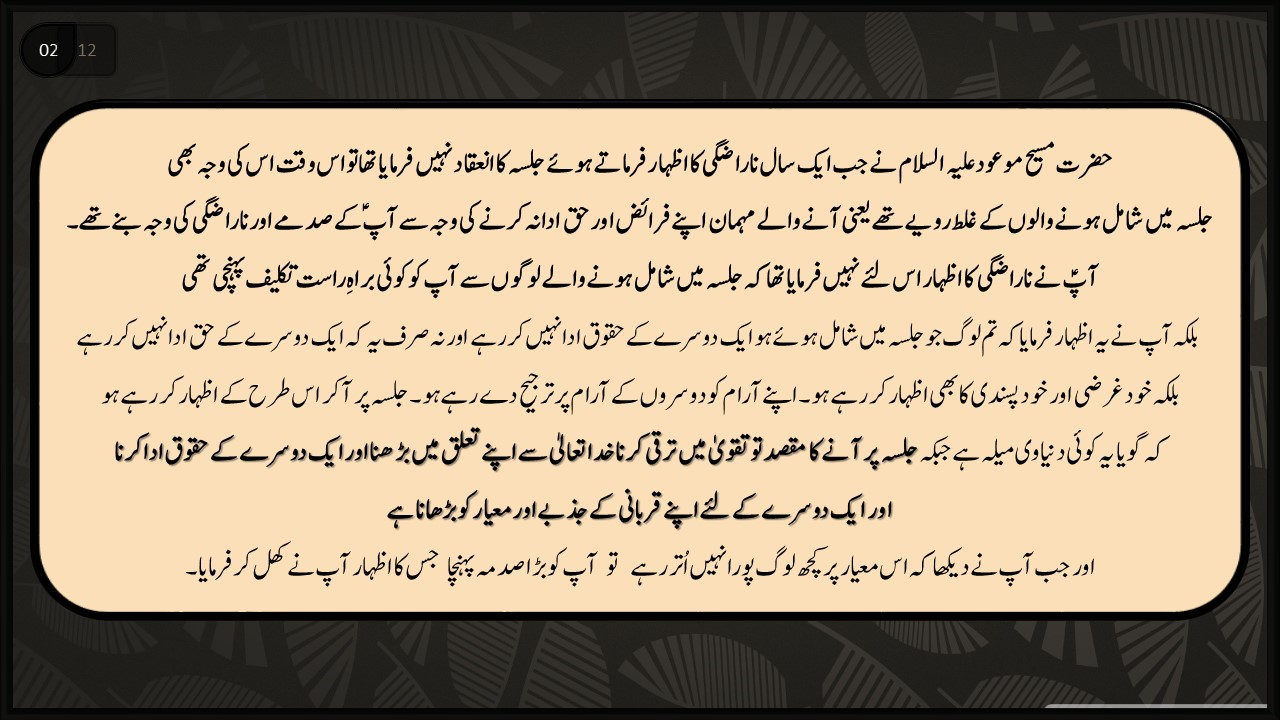 02
12
حضرت مسیح موعود علیہ السلام نے جب ایک سال ناراضگی کا اظہار فرماتے ہوئے جلسہ کا انعقاد نہیں فرمایا تھا تو اس وقت اس کی وجہ بھی
جلسہ میں شامل ہونے والوں کے غلط رویے تھے یعنی آنے والے مہمان اپنے فرائض اور حق ادا نہ کرنے کی وجہ سے آپؑ کے صدمے اور ناراضگی کی وجہ بنے تھے۔
آپؑ نے ناراضگی کا اظہار اس لئے نہیں فرمایا تھا کہ جلسہ میں شامل ہونے والے لوگوں سے آپ کو کوئی براہِ راست تکلیف پہنچی تھی
بلکہ آپ نے یہ اظہار فرمایا کہ تم لوگ جو جلسہ میں شامل ہوئے ہو ایک دوسرے کے حقوق ادا نہیں کر رہے اور نہ صرف یہ کہ ایک دوسرے کے حق ادا نہیں کر رہے
بلکہ خود غرضی اور خود پسندی کا بھی اظہار کر رہے ہو۔ اپنے آرام کو دوسروں کے آرام پر ترجیح دے رہے ہو۔ جلسہ پر آکر اس طرح کے اظہار کر رہے ہو
کہ گویا یہ کوئی دنیاوی میلہ ہے جبکہ جلسہ پر آنے کا مقصد تو تقویٰ میں ترقی کرنا خدا تعالیٰ سے اپنے تعلق میں بڑھنا اور ایک دوسرے کے حقوق ادا کرنا
اور ایک دوسرے کے لئے اپنے قربانی کے جذبے اور معیار کو بڑھانا ہے
اور جب آپ نے دیکھا کہ اس معیار پر کچھ لوگ پورا نہیں اُتر رہے تو آپ کو بڑا صدمہ پہنچا جس کا اظہار آپ نے کھل کر فرمایا۔